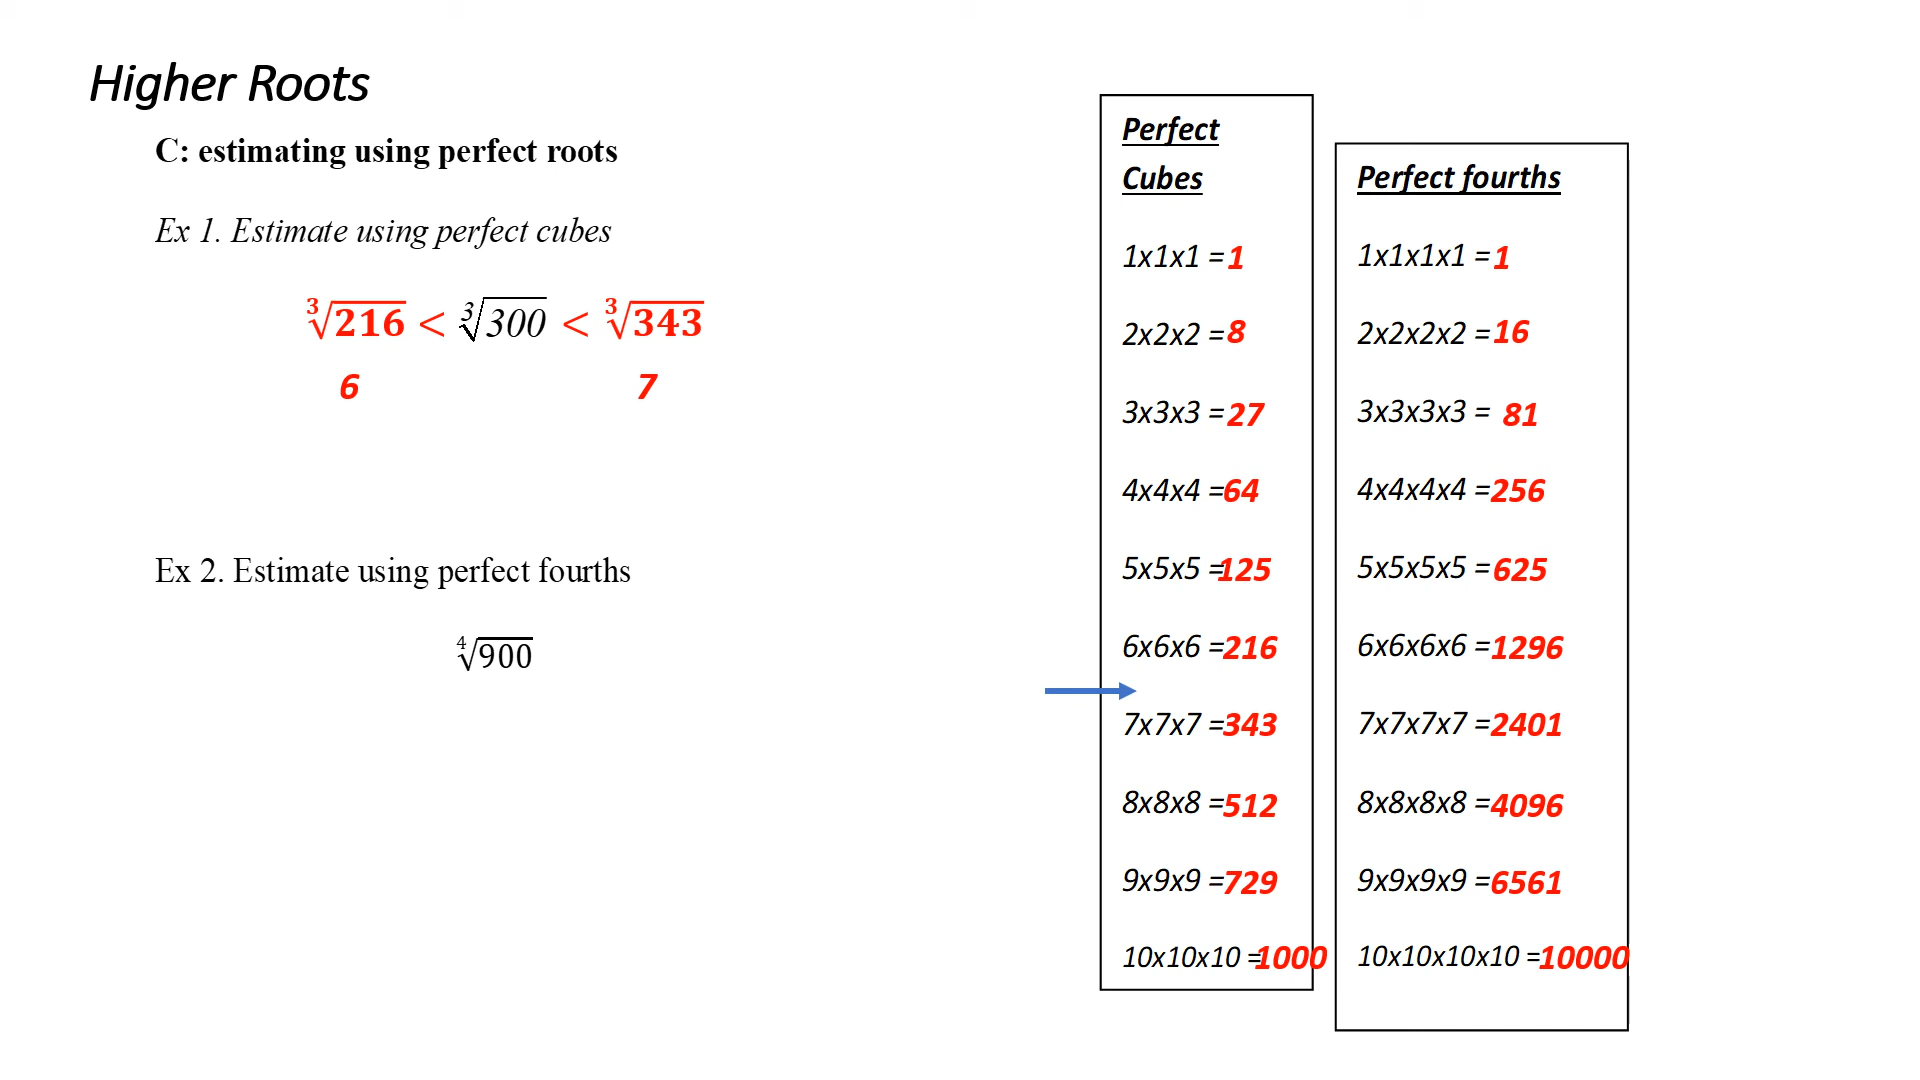 Higher Roots
C: estimating using perfect roots
Ex 1. Estimate using perfect cubes
∛216 < ∛300 < ∛343
6 7
Ex 2. Estimate using perfect fourths
∜900
Perfect
Cubes
1x1x1 = 1
2x2x2 = 8
3x3x3 = 27
4x4x4 = 64
5x5x5 = 125
6x6x6 = 216
7x7x7 = 343
8x8x8 = 512
9x9x9 = 729
10x10x10 = 1000
Perfect fourths
1x1x1x1 = 1
2x2x2x2 = 16
3x3x3x3 = 81
4x4x4x4 = 256
5x5x5x5 = 625
6x6x6x6 = 1296
7x7x7x7 = 2401
8x8x8x8 = 4096
9x9x9x9 = 6561
10x10x10x10 = 10000